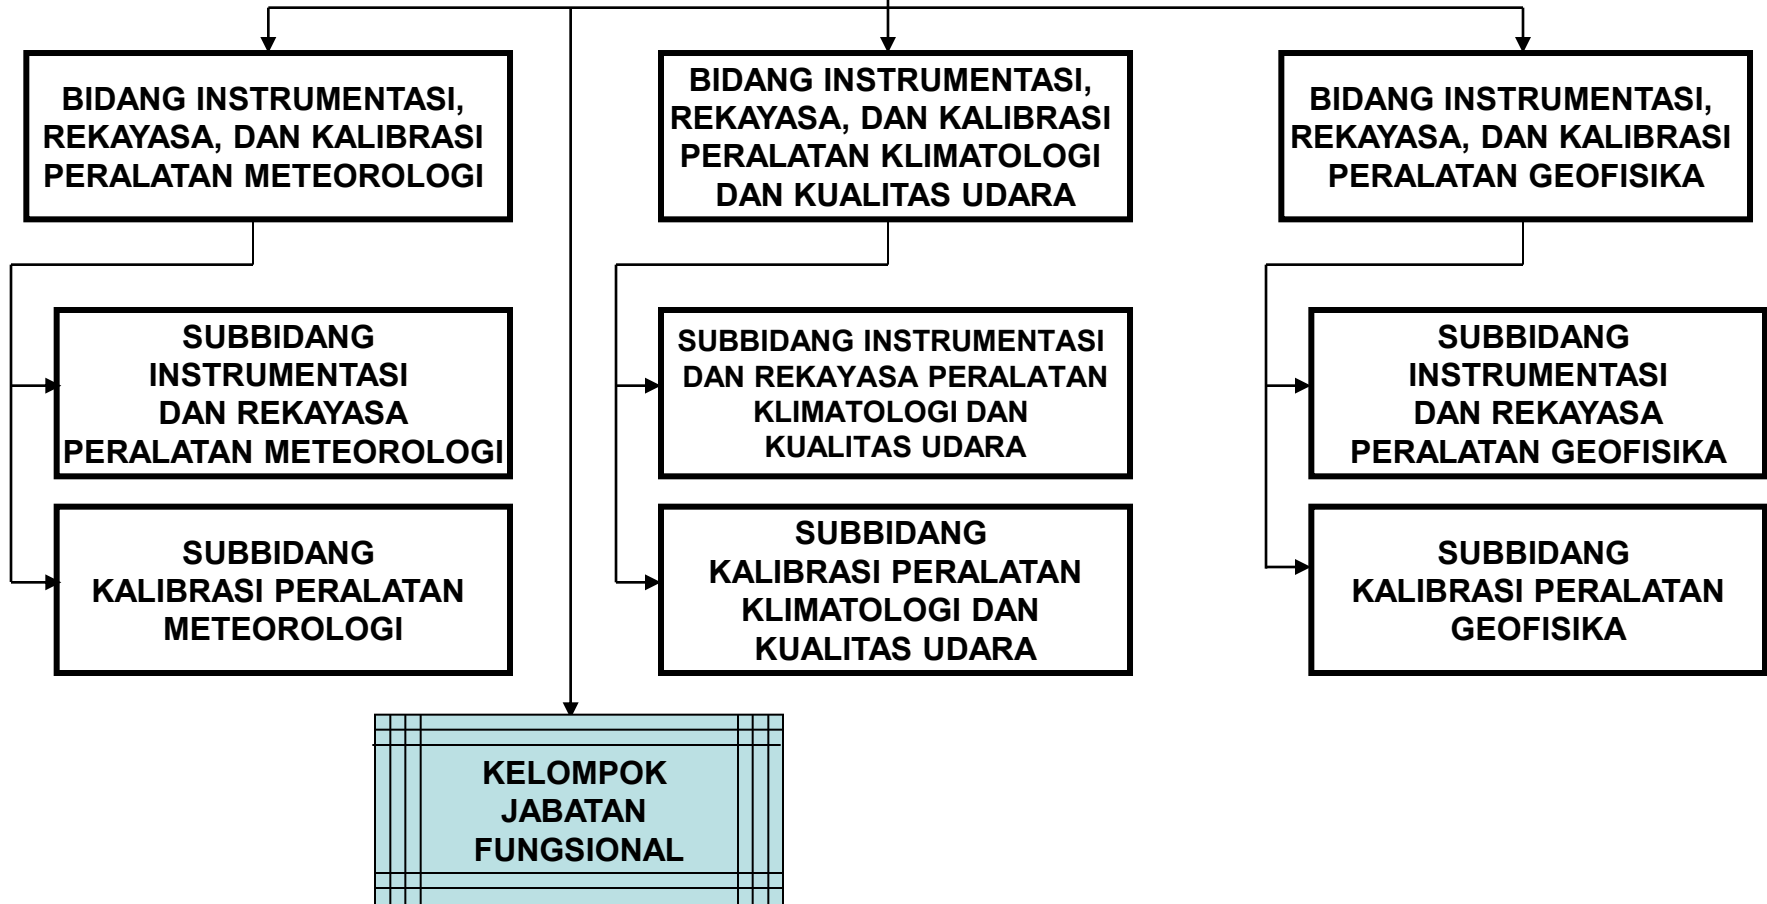 BIDANG INSTRUMENTASI,
REKAYASA, DAN KALIBRASI
PERALATAN METEOROLOGI
BIDANG INSTRUMENTASI,
REKAYASA, DAN KALIBRASI
PERALATAN KLIMATOLOGI
DAN KUALITAS UDARA
BIDANG INSTRUMENTASI,
REKAYASA, DAN KALIBRASI
PERALATAN GEOFISIKA
SUBBIDANG
INSTRUMENTASI
DAN REKAYASA
PERALATAN METEOROLOGI
SUBBIDANG INSTRUMENTASI
DAN REKAYASA PERALATAN
KLIMATOLOGI DAN
KUALITAS UDARA
SUBBIDANG
INSTRUMENTASI
DAN REKAYASA
PERALATAN GEOFISIKA
SUBBIDANG
KALIBRASI PERALATAN
METEOROLOGI
SUBBIDANG
KALIBRASI PERALATAN
KLIMATOLOGI DAN
KUALITAS UDARA
SUBBIDANG
KALIBRASI PERALATAN
GEOFISIKA
KELOMPOK
JABATAN
FUNGSIONAL